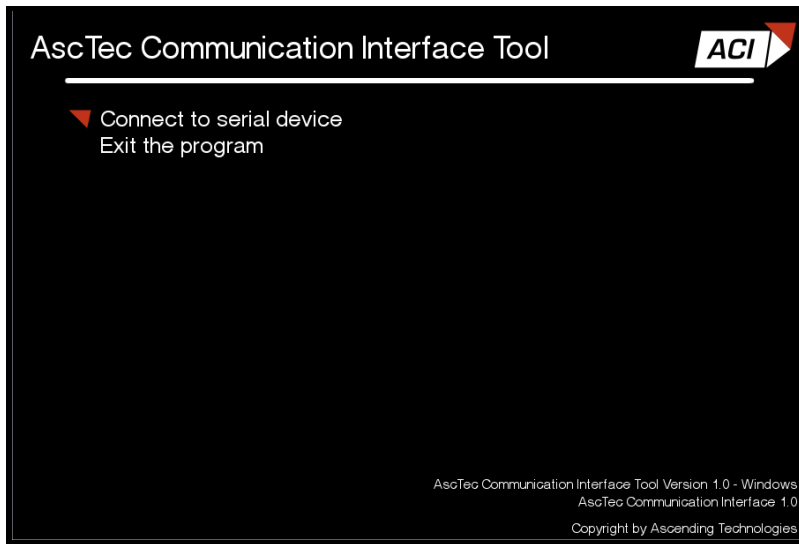 AscTec Communication Interface Tool
ACI
Connect to serial device
Exit the program
AscTec Communication Interface Tool Version 1.0 - Windows
AscTec Communication Interface 1.0
Copyright by Ascending Technologies